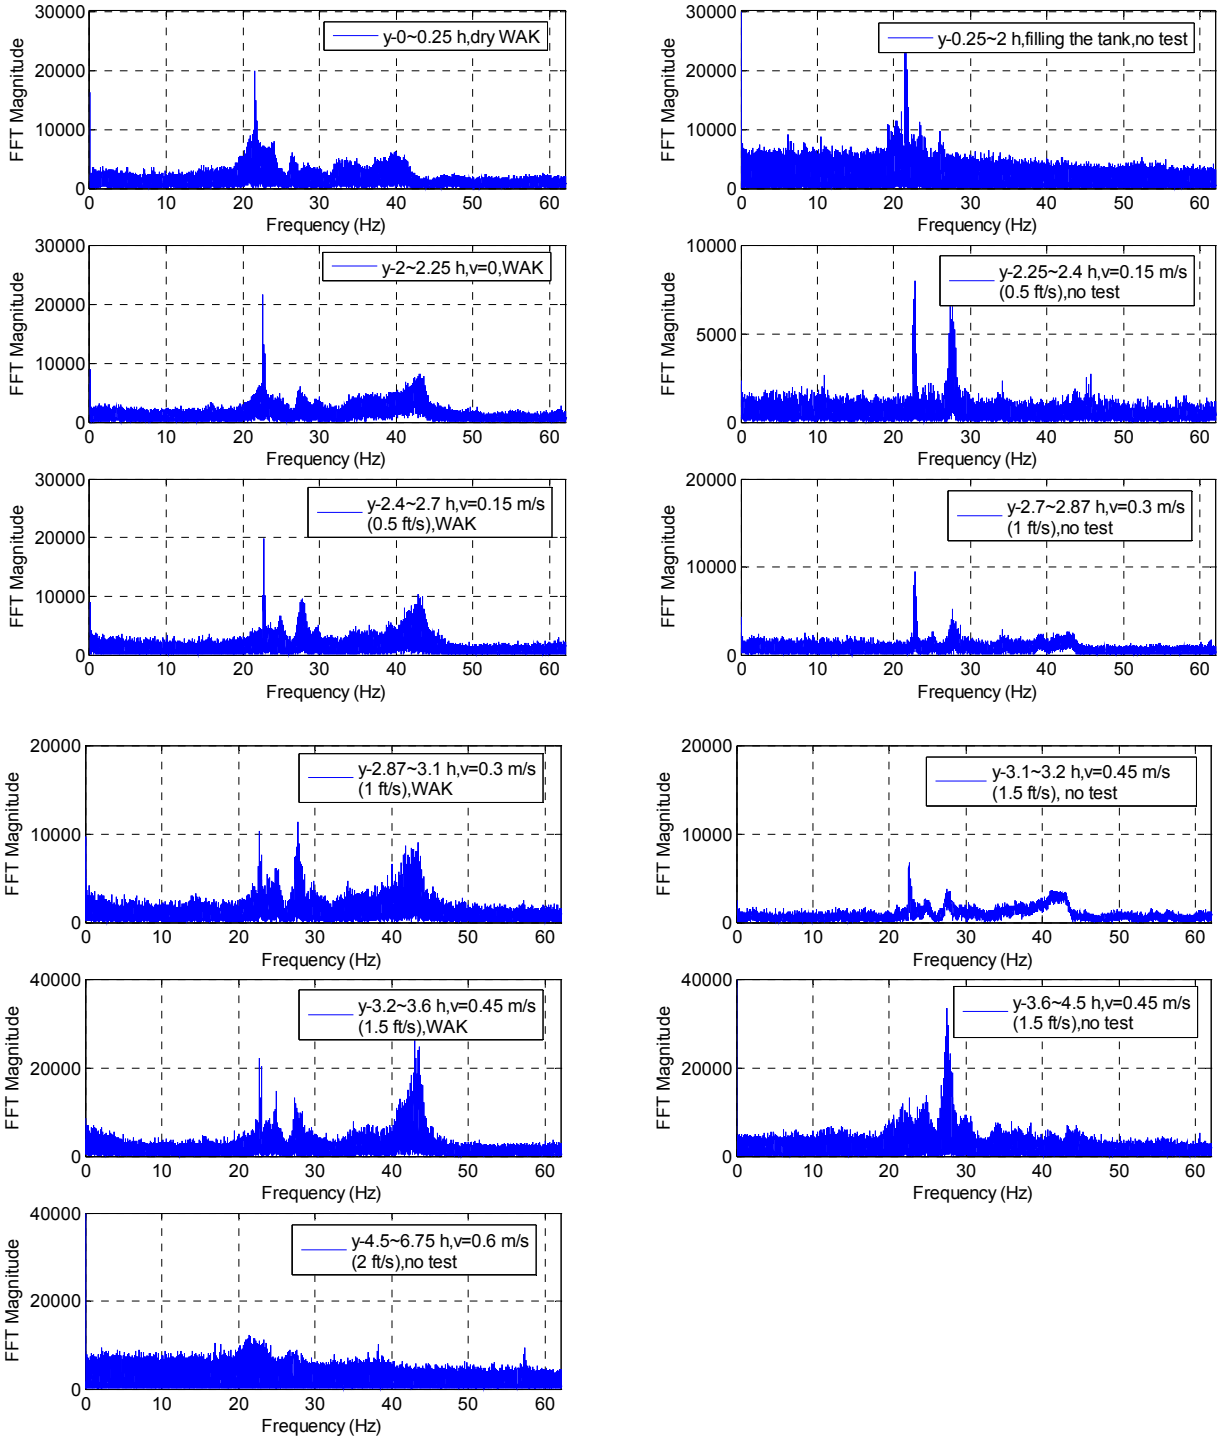 30000
20000
10000
0
FFT Magnitude
y-0~0.25 h,dry WAK
0 10 20 30 40 50 60
Frequency (Hz)
30000
20000
10000
0
FFT Magnitude
y-0.25~2 h,filling the tank,no test
0 10 20 30 40 50 60
Frequency (Hz)
30000
20000
10000
0
FFT Magnitude
y-2~2.25 h,v=0,WAK
0 10 20 30 40 50 60
Frequency (Hz)
10000
5000
0
FFT Magnitude
y-2.25~2.4 h,v=0.15 m/s
(0.5 ft/s),no test
0 10 20 30 40 50 60
Frequency (Hz)
30000
20000
10000
0
FFT Magnitude
y-2.4~2.7 h,v=0.15 m/s
(0.5 ft/s),WAK
0 10 20 30 40 50 60
Frequency (Hz)
20000
10000
0
FFT Magnitude
y-2.7~2.87 h,v=0.3 m/s
(1 ft/s),no test
0 10 20 30 40 50 60
Frequency (Hz)
20000
10000
0
FFT Magnitude
y-2.87~3.1 h,v=0.3 m/s
(1 ft/s),WAK
0 10 20 30 40 50 60
Frequency (Hz)
20000
10000
0
FFT Magnitude
y-3.1~3.2 h,v=0.45 m/s
(1.5 ft/s), no test
0 10 20 30 40 50 60
Frequency (Hz)
40000
20000
0
FFT Magnitude
y-3.2~3.6 h,v=0.45 m/s
(1.5 ft/s),WAK
0 10 20 30 40 50 60
Frequency (Hz)
40000
20000
0
FFT Magnitude
y-3.6~4.5 h,v=0.45 m/s
(1.5 ft/s),no test
0 10 20 30 40 50 60
Frequency (Hz)
40000
20000
0
FFT Magnitude
y-4.5~6.75 h,v=0.6 m/s
(2 ft/s),no test
0 10 20 30 40 50 60
Frequency (Hz)